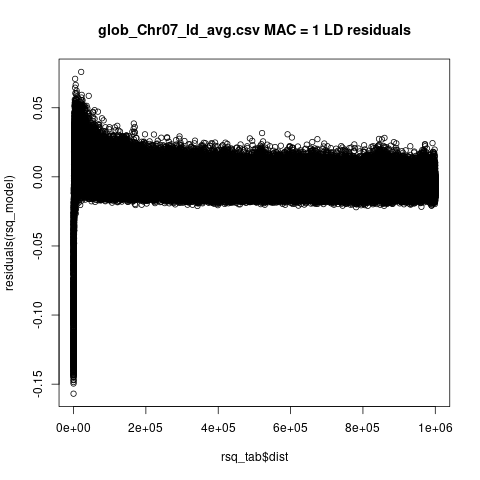 glob_Chr07_ld_avg.csv MAC = 1 LD residuals
residuals(rsq_model)
0.05
0.00
-0.05
-0.10
-0.15
0e+00 2e+05 4e+05 6e+05 8e+05 1e+06
rsq_tab$dist